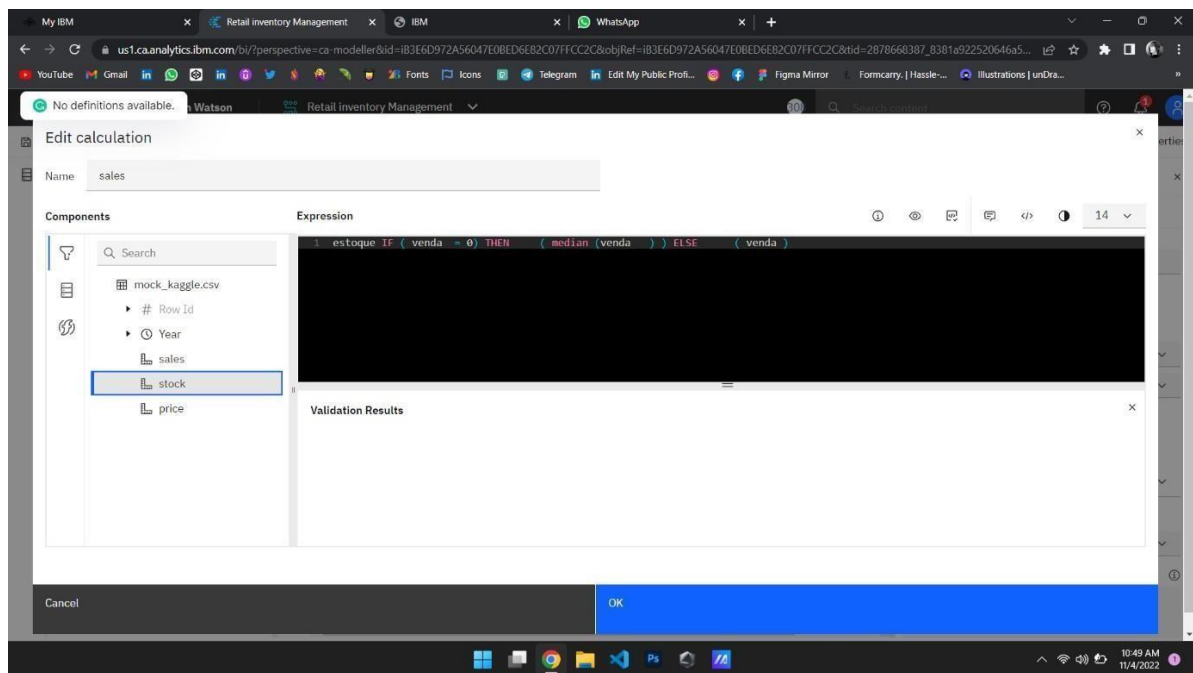 My IBM
Retail inventory Management
IBM
WhatsApp
us1.ca.analytics.ibm.com/bi/?perspective=ca-modeller&id=iB3E6D972A56047E0BED6E82C07FFCC2C&objRef=iB3E6D972A56047E0BED6E82C07FFCC2C&tid=2878668387_8381a922520646a5...
YouTube Gmail Fonts Icons Telegram Edit My Public Profi... Figma Mirror Formcarry. | Hassle-... Illustrations | unDra... »
No definitions available.
Watson
Retail inventory Management
30
Search content
Edit calculation
erties
Name sales
Components
Expression
14
Search
1 estoque IF ( venda = 0) THEN ( median (venda ) ) ELSE ( venda )
mock_kaggle.csv
# Row Id
Year
sales
stock
price
Validation Results
Cancel
OK
10:49 AM
11/4/2022
1